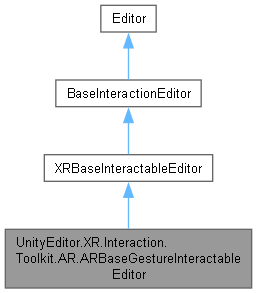 Editor
BaseInteractionEditor
XRBaseInteractableEditor
UnityEditor.XR.Interaction.
Toolkit.AR.ARBaseGestureInteractable
Editor